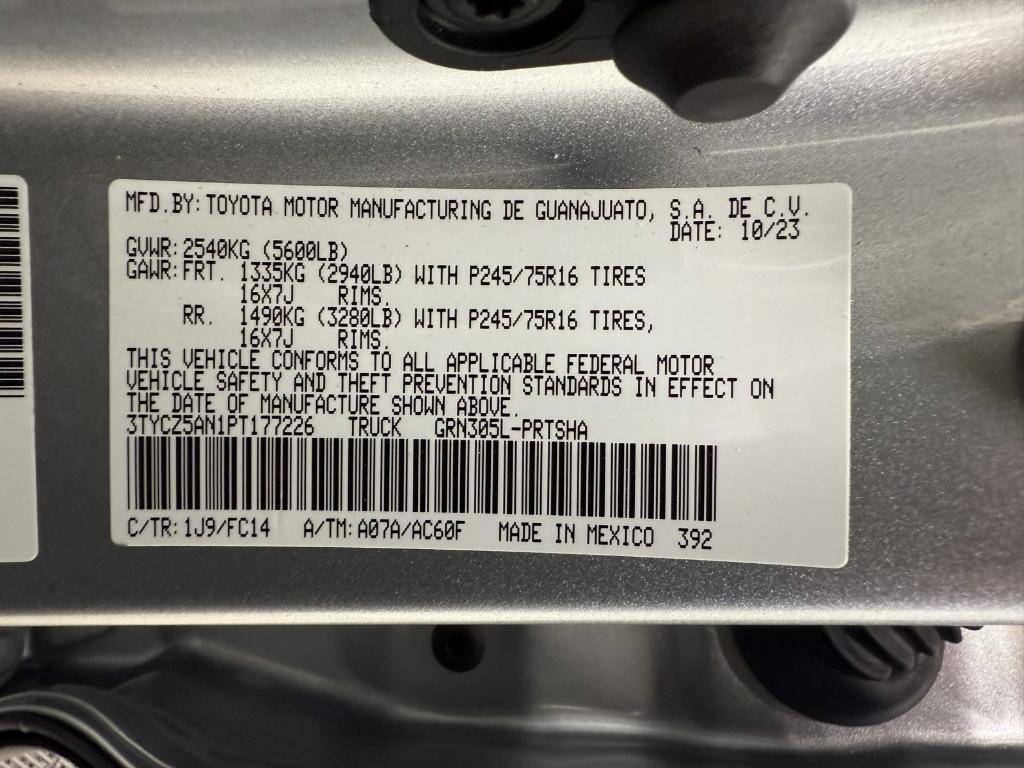 MFD.BY: TOYOTA MOTOR MANUFACTURING DE GUANAJUATO, S.A. DE C.V.
DATE: 10/23
GVWR: 2540KG (5600LB)
GAWR: FRT. 1335KG (2940LB) WITH P245/75R16 TIRES
16X7J RIMS.
RR. 1490KG (3280LB) WITH P245/75R16 TIRES,
16X7J RIMS.
THIS VEHICLE CONFORMS TO ALL APPLICABLE FEDERAL MOTOR
VEHICLE SAFETY AND THEFT PREVENTION STANDARDS IN EFFECT ON
THE DATE OF MANUFACTURE SHOWN ABOVE.
3TYCZ5AN1PT177226 TRUCK GRN305L-PRTSHA
C/TR: 1J9/FC14 A/TM: A07A/AC60F MADE IN MEXICO 392